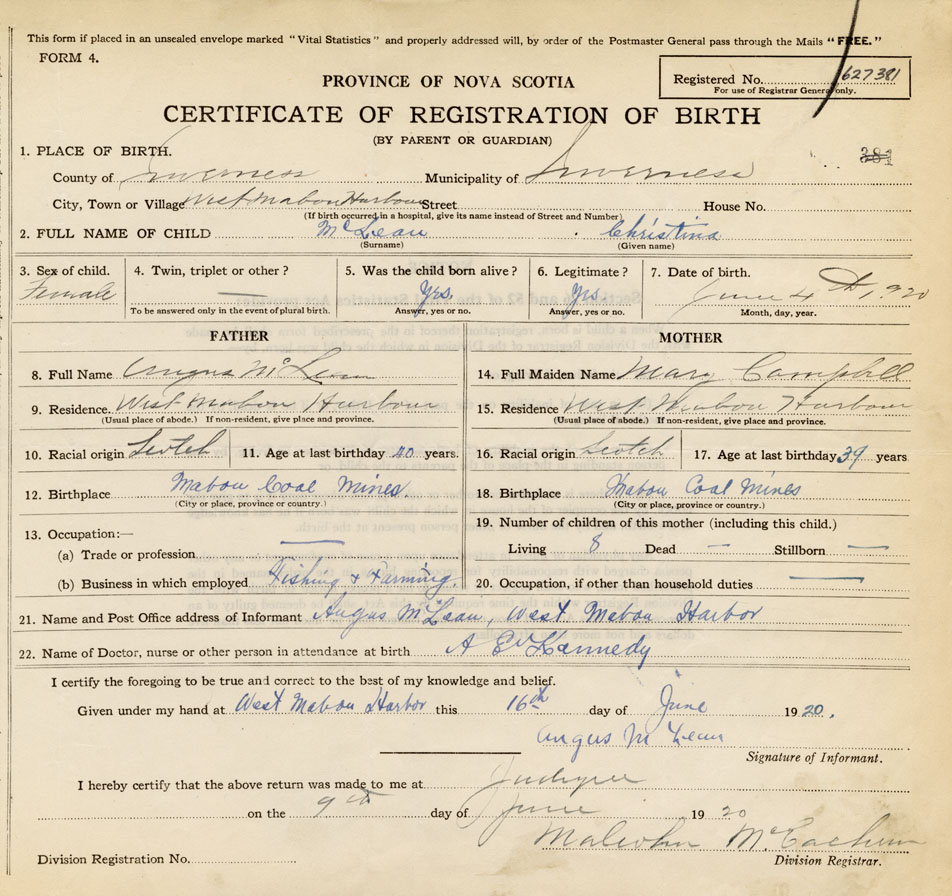 This form if placed in an unsealed envelope marked "Vital Statistics" and properly addressed will, by order of the Postmaster General pass through the Mails "FREE."
FORM 4.
Registered No. 627381
For use of Registrar General only.
PROVINCE OF NOVA SCOTIA
CERTIFICATE OF REGISTRATION OF BIRTH
(BY PARENT OR GUARDIAN)
381
1. PLACE OF BIRTH.
County of Inverness Municipality of Inverness
City, Town or Village West Mabou Harbour Street House No.
(If birth occurred in a hospital, give its name instead of Street and Number)
2. FULL NAME OF CHILD McLean Christina
(Surname) (Given name)
3. Sex of child. 4. Twin, triplet or other? 5. Was the child born alive? 6. Legitimate? 7. Date of birth.
Female — Yes. Yes. June 4th, 1920
To be answered only in the event of plural birth. Answer, yes or no. Answer, yes or no. Month, day, year.
FATHER MOTHER
8. Full Name Angus McLean 14. Full Maiden Name Mary Campbell
9. Residence. West Mabou Harbour 15. Residence West Mabou Harbour
(Usual place of abode.) If non-resident, give place and province. (Usual place of abode.) If non-resident, give place and province.
10. Racial origin Scotch 11. Age at last birthday 40 years. 16. Racial origin Scotch 17. Age at last birthday 39 years
12. Birthplace Mabou Coal Mines 18. Birthplace Mabou Coal Mines
(City or place, province or country.) (City or place, province or country.)
19. Number of children of this mother (including this child.)
13. Occupation:—
(a) Trade or profession — Living 8 Dead — Stillborn —
(b) Business in which employed Fishing & Farming. 20. Occupation, if other than household duties —
21. Name and Post Office address of Informant Angus McLean, West Mabou Harbor
22. Name of Doctor, nurse or other person in attendance at birth A Kennedy
I certify the foregoing to be true and correct to the best of my knowledge and belief.
Given under my hand at West Mabou Harbor this 16th day of June 1920.
Angus McLean
Signature of Informant.
I hereby certify that the above return was made to me at Judique
on the 9th day of June 1920
Malcolm McEachern
Division Registration No. Division Registrar.